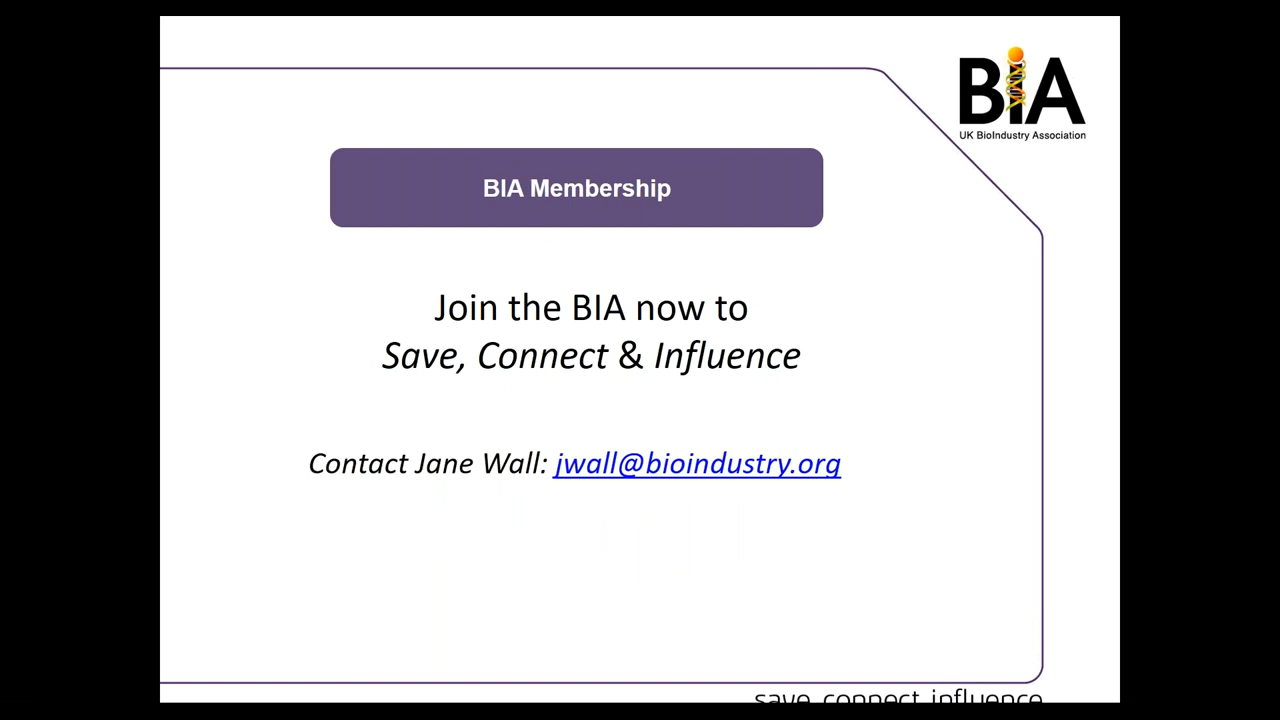 BIA
UK BioIndustry Association
BIA Membership
Join the BIA now to
Save, Connect & Influence
Contact Jane Wall: jwall@bioindustry.org
save connect influence